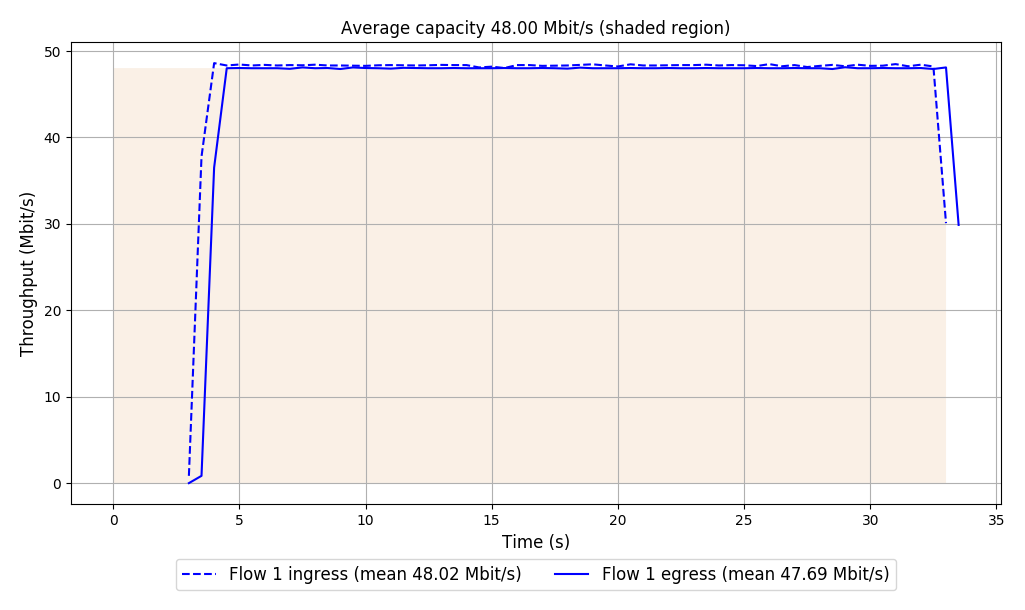 Average capacity 48.00 Mbit/s (shaded region)
50
40
30
20
10
0
Throughput (Mbit/s)
0 5 10 15 20 25 30 35
Time (s)
Flow 1 ingress (mean 48.02 Mbit/s) Flow 1 egress (mean 47.69 Mbit/s)